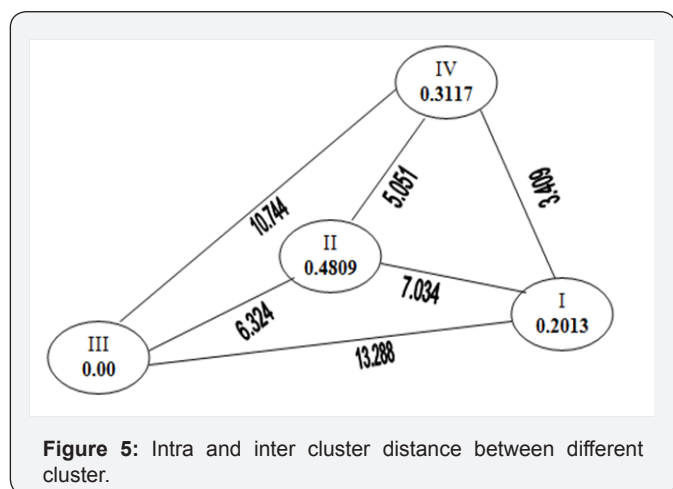 IV
0.3117
10.744
5.051
3.409
II
0.4809
7.034
6.324
I
0.2013
III
0.00
13.288
Figure 5: Intra and inter cluster distance between different
cluster.